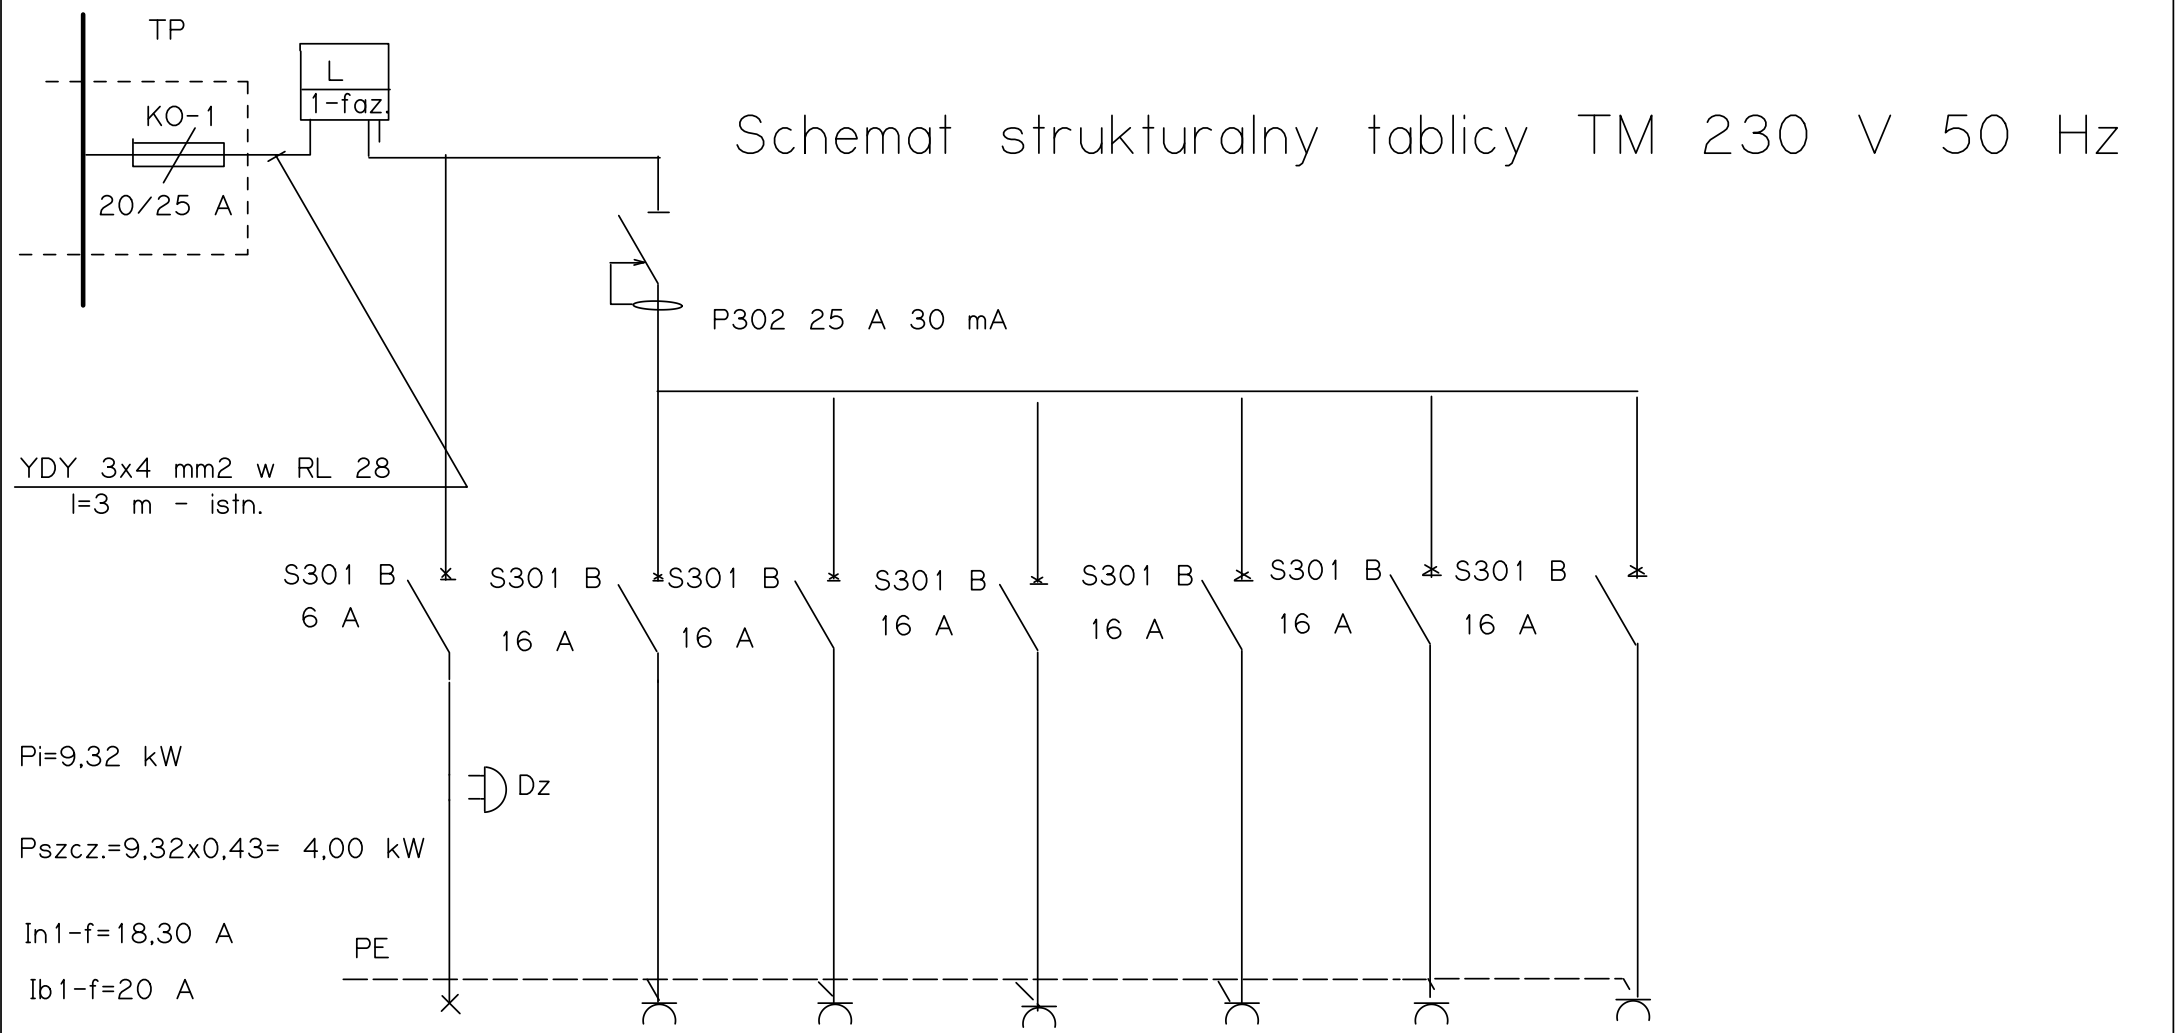 TP
L
1-faz.
KO-1
20/25 A
Schemat strukturalny tablicy TM 230 V 50 Hz
P302 25 A 30 mA
YDY 3x4 mm2 w RL 28
l=3 m - istn.
S301 B
6 A
S301 B
16 A
S301 B
16 A
S301 B
16 A
S301 B
16 A
S301 B
16 A
S301 B
16 A
Pi=9,32 kW
Dz
Pszcz.=9,32x0,43= 4,00 kW
In1-f=18,30 A
PE
Ib1-f=20 A